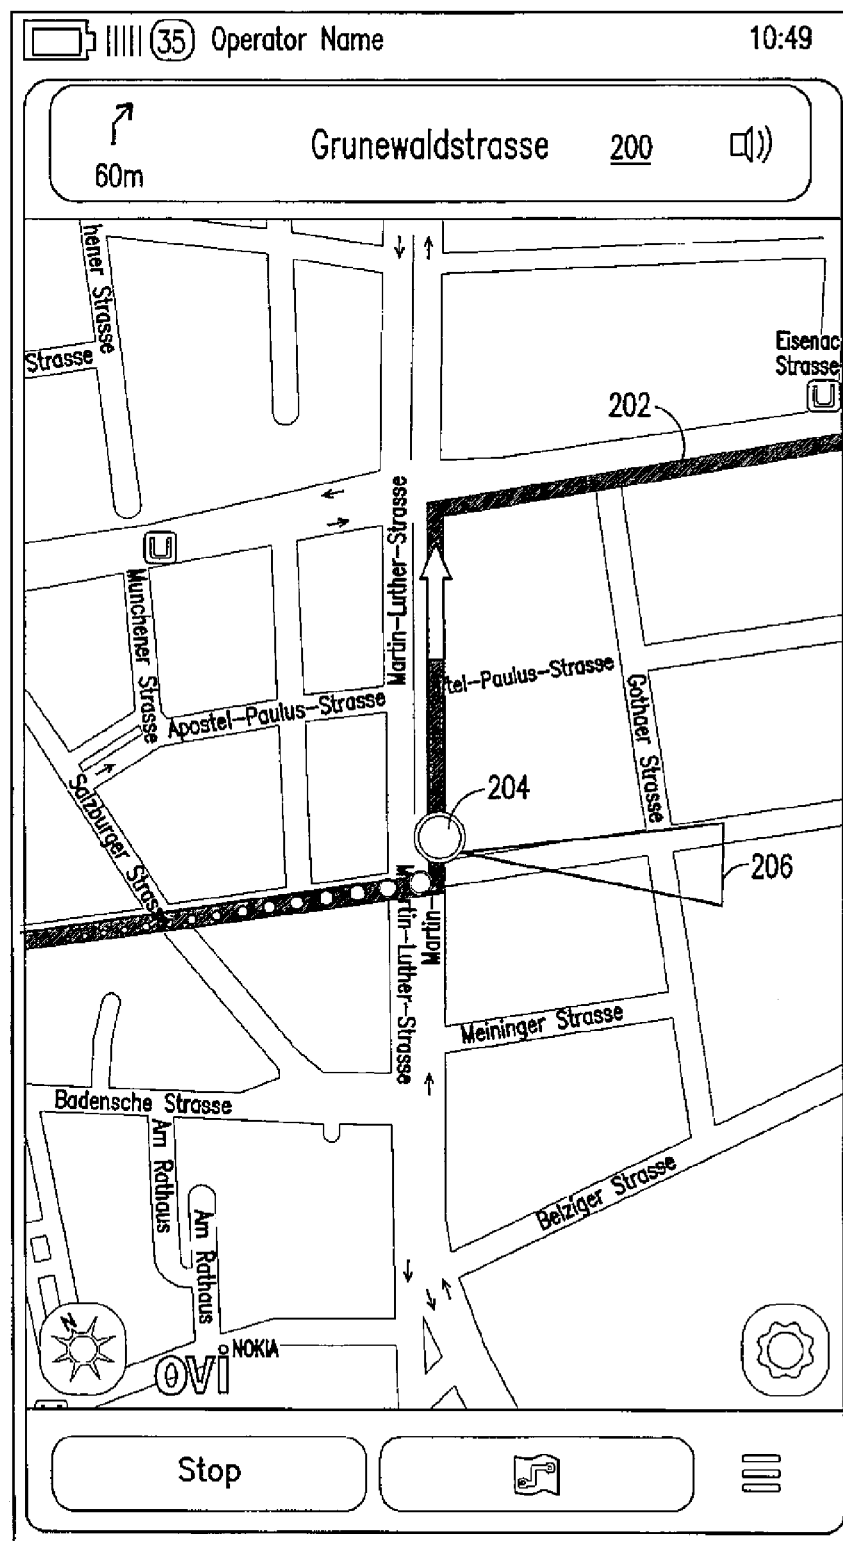 35 Operator Name 10:49
60m Grunewaldstrasse 200
hener Strasse
Strasse
Eisenac
Strasse
202
U
U
Martin-Luther-Strasse
Munchener Strasse
tel-Paulus-Strasse
Apostel-Paulus-Strasse
Gothaer Strasse
204
Salzburger Strasse
206
Martin-Luther-Strasse
Martin-
Meininger Strasse
Badensche Strasse
Am Rathaus
Belziger Strasse
Am Rathaus
N
OVI NOKIA
Stop